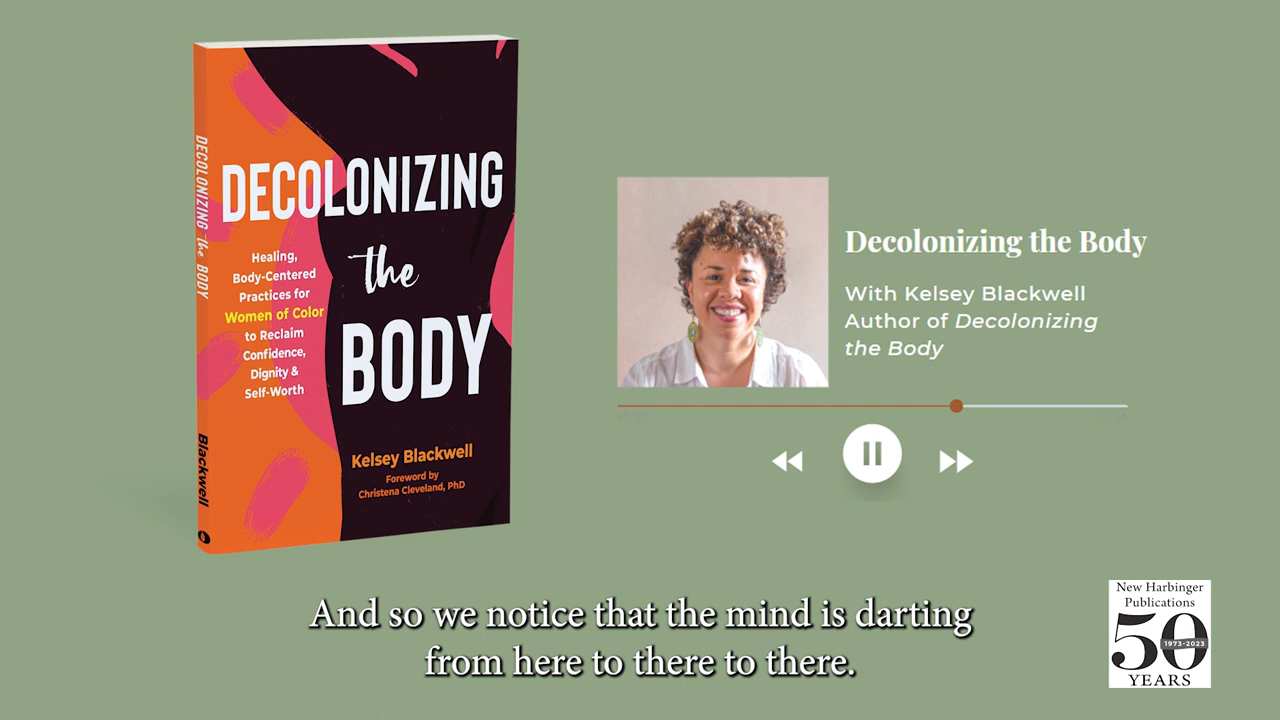 DECOLONIZING the BODY
Blackwell
DECOLONIZING
the
BODY
Healing,
Body-Centered
Practices for
Women of Color
to Reclaim
Confidence,
Dignity &
Self-Worth
Kelsey Blackwell
Foreword by
Christena Cleveland, PhD
Decolonizing the Body
With Kelsey Blackwell
Author of Decolonizing
the Body
And so we notice that the mind is darting
from here to there to there.
New Harbinger
Publications
50
1973-2023
YEARS